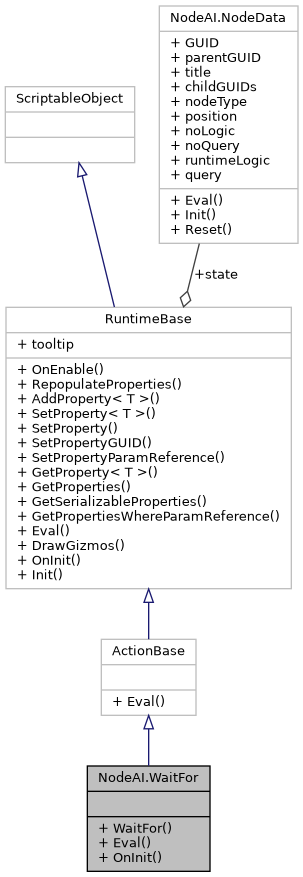 NodeAI.NodeData
+ GUID
+ parentGUID
+ title
+ childGUIDs
+ nodeType
+ position
+ noLogic
+ noQuery
+ runtimeLogic
+ query
+ Eval()
+ Init()
+ Reset()
ScriptableObject
+state
RuntimeBase
+ tooltip
+ OnEnable()
+ RepopulateProperties()
+ AddProperty< T >()
+ SetProperty< T >()
+ SetProperty()
+ SetPropertyGUID()
+ SetPropertyParamReference()
+ GetProperty< T >()
+ GetProperties()
+ GetSerializableProperties()
+ GetPropertiesWhereParamReference()
+ Eval()
+ DrawGizmos()
+ OnInit()
+ Init()
ActionBase
+ Eval()
NodeAI.WaitFor
+ WaitFor()
+ Eval()
+ OnInit()